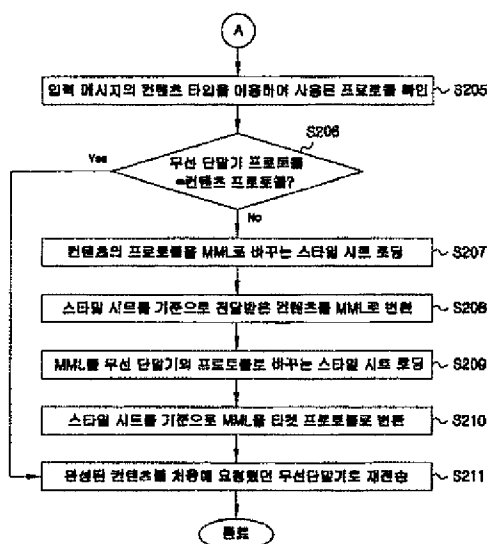 A
입력 메시지의 컨텐츠 타입을 이용하여 사용된 프로토콜 확인
S205
S206
Yes
무선 단말기 프로토콜
=컨텐츠 프로토콜?
No
컨텐츠의 프로토콜을 MML로 바꾸는 스타일 시트 로딩
S207
스타일 시트를 기준으로 전달받은 컨텐츠를 MML로 변환
S208
MML를 무선 단말기의 프로토콜로 바꾸는 스타일 시트 로딩
S209
스타일 시트를 기준으로 MML을 타켓 프로토콜로 변환
S210
완성된 컨텐츠를 처음에 요청했던 무선단말기로 재전송
S211
완료